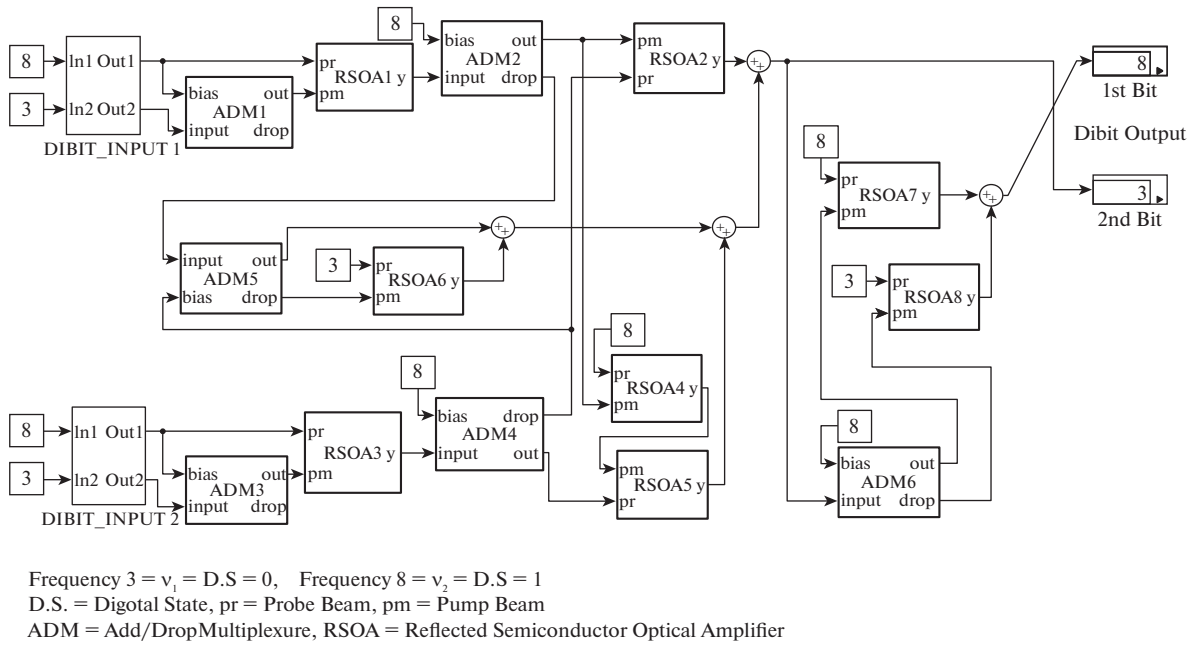 8
8
bias out
ADM2
input drop
pm
RSOA2 y
pr
+
+
8
1st Bit
Dibit Output
3
2nd Bit
8
In1 Out1
3
In2 Out2
DIBIT_INPUT 1
pr
RSOA1 y
pm
bias out
ADM1
input drop
8
pr
RSOA7 y
pm
+
+
input out
ADM5
bias drop
+
+
3
pr
RSOA6 y
pm
+
+
3
pr
RSOA8 y
pm
8
pr
RSOA4 y
pm
8
8
In1 Out1
3
In2 Out2
DIBIT_INPUT 2
pr
RSOA3 y
pm
bias out
ADM3
input drop
bias drop
ADM4
input out
pm
RSOA5 y
pr
8
bias out
ADM6
input drop
Frequency 3 = ν₁ = D.S = 0, Frequency 8 = ν₂ = D.S = 1
D.S. = Digotal State, pr = Probe Beam, pm = Pump Beam
ADM = Add/DropMultiplexure, RSOA = Reflected Semiconductor Optical Amplifier